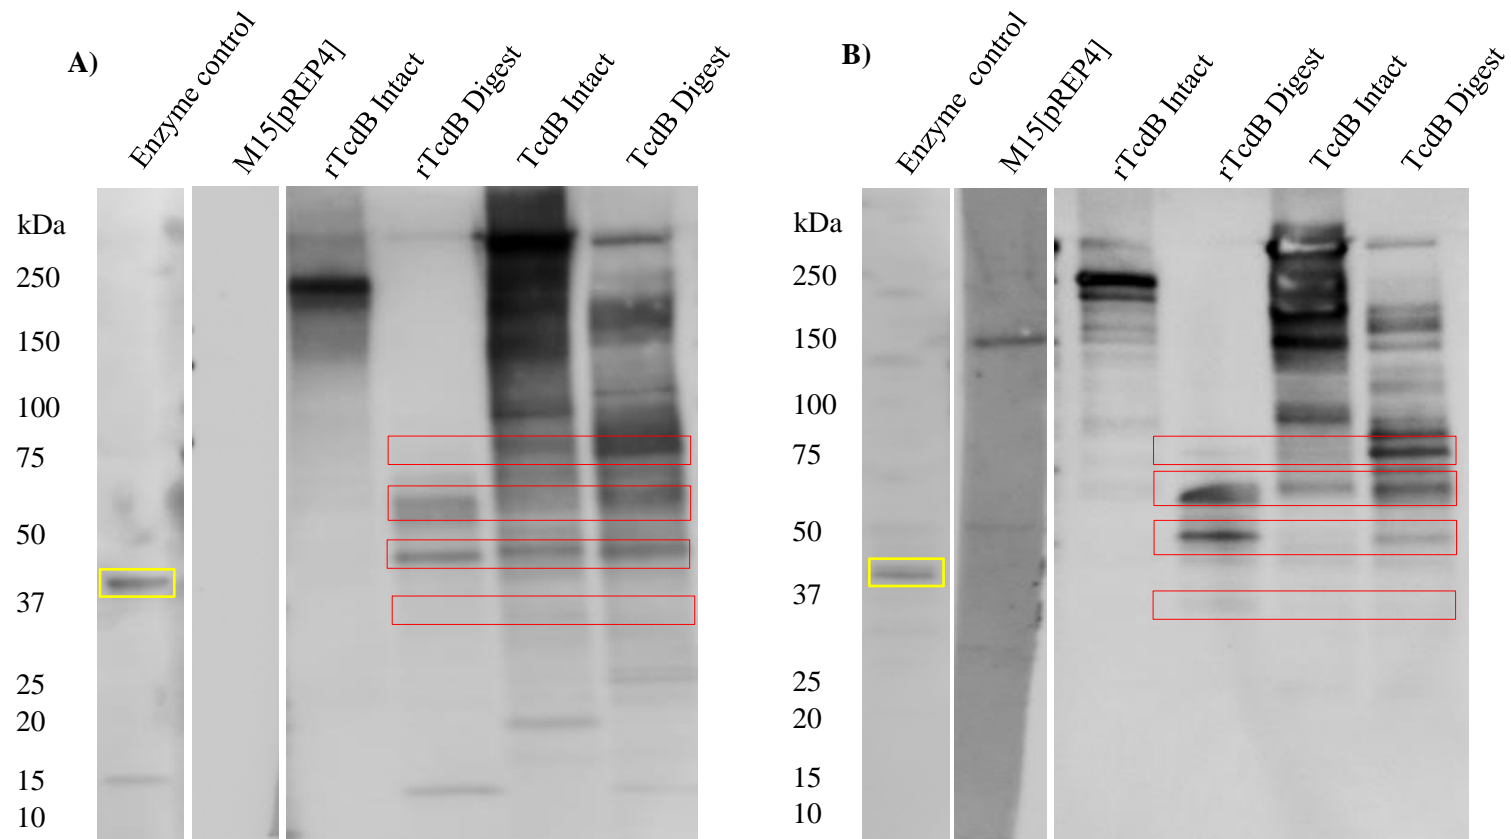 A)
Enzyme control
M15[pREP4]
rTcdB Intact
rTcdB Digest
TcdB Intact
TcdB Digest
kDa
250
150
100
75
50
37
25
20
15
10
B)
Enzyme control
M15[pREP4]
rTcdB Intact
rTcdB Digest
TcdB Intact
TcdB Digest
kDa
250
150
100
75
50
37
25
20
15
10